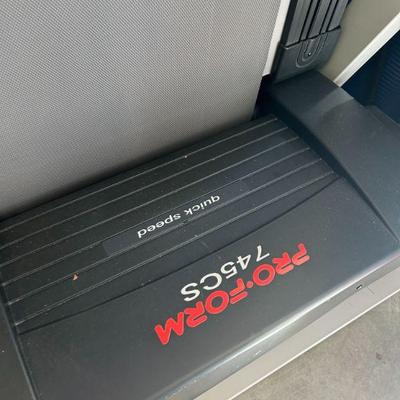 PRO-FORM
745CS
quick speed